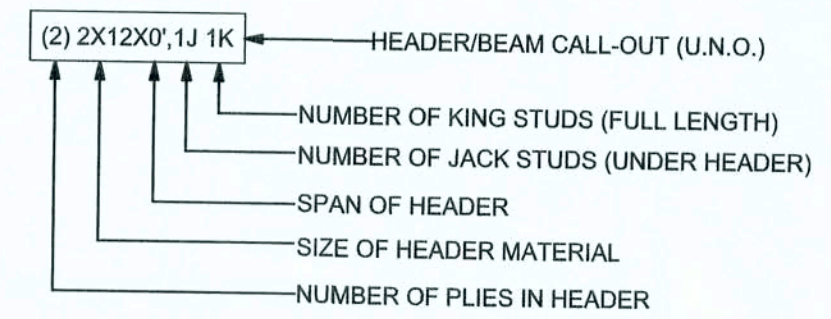 (2) 2X12X0',1J 1K
HEADER/BEAM CALL-OUT (U.N.O.)
NUMBER OF KING STUDS (FULL LENGTH)
NUMBER OF JACK STUDS (UNDER HEADER)
SPAN OF HEADER
SIZE OF HEADER MATERIAL
NUMBER OF PLIES IN HEADER